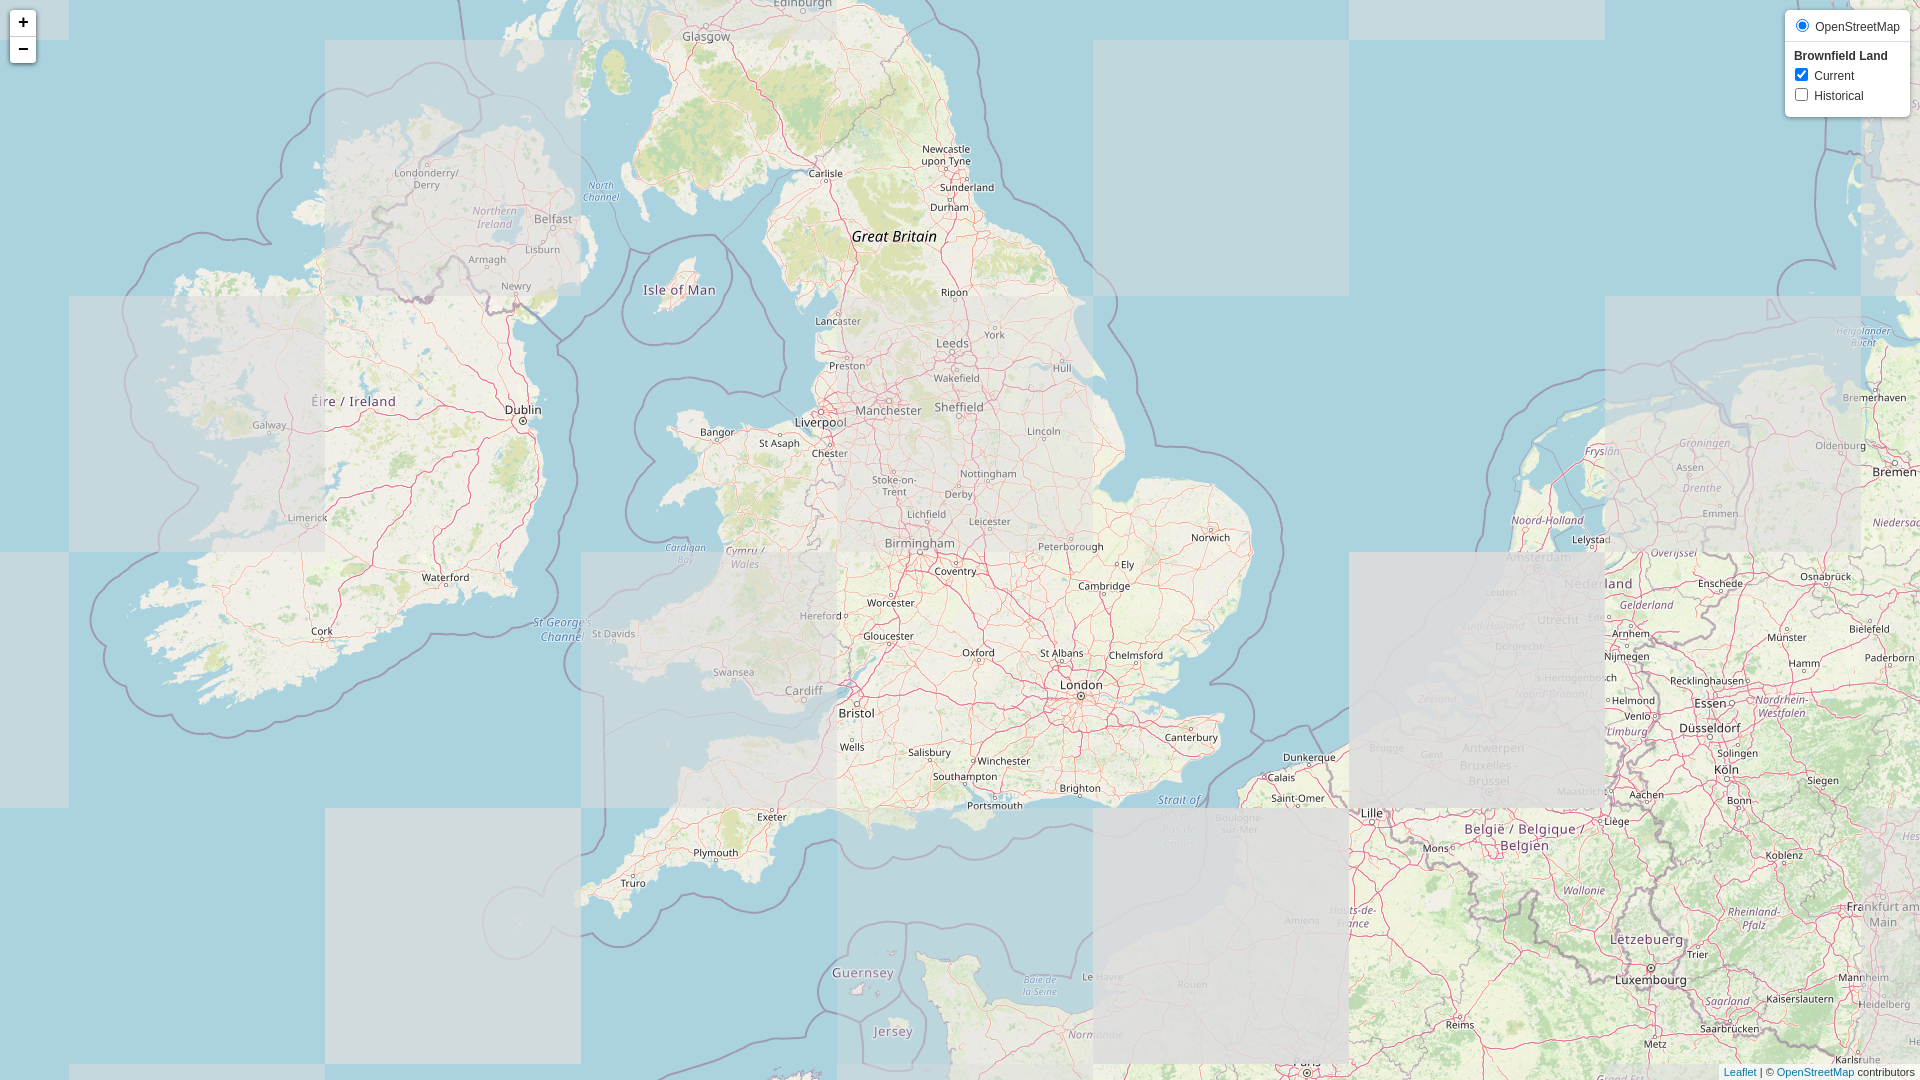 +
−
OpenStreetMap
Brownfield Land
Current
Historical
Edinburgh
Glasgow
Londonderry/
Derry
North
Channel
Northern
Ireland
Belfast
Lisburn
Armagh
Newry
Carlisle
Newcastle
upon Tyne
Sunderland
Durham
Great Britain
Isle of Man
Ripon
Lancaster
York
Leeds
Preston
Wakefield
Hull
Manchester
Sheffield
Liverpool
Lincoln
Bangor
St Asaph
Chester
Éire / Ireland
Dublin
Galway
Limerick
Waterford
Cork
St George's
Channel
Cardigan
Bay
Cymru /
Wales
Stoke-on-
Trent
Nottingham
Derby
Lichfield
Leicester
Birmingham
Peterborough
Norwich
Coventry
Ely
Cambridge
Worcester
Hereford
St Davids
Gloucester
Swansea
Cardiff
Oxford
St Albans
Chelmsford
London
Bristol
Wells
Salisbury
Winchester
Southampton
Portsmouth
Brighton
Canterbury
Exeter
Plymouth
Truro
Strait of
Dunkerque
Calais
Saint-Omer
Boulogne-
sur-Mer
Lille
Guernsey
Jersey
Baie de
la Seine
Le Havre
Rouen
Amiens
Hauts-de-
France
Normandie
Paris
Reims
Helgoländer
Bucht
Bremerhaven
Groningen
Oldenburg
Fryslân
Assen
Bremen
Drenthe
Emmen
Noord-Holland
Lelystad
Niedersac
Overijssel
Amsterdam
Nederland
Enschede
Osnabrück
Leiden
Utrecht
Ede
Gelderland
Zuid-Holland
Arnhem
Münster
Bielefeld
Dordrecht
Nijmegen
Hamm
Paderborn
's-Hertogenbosch
Recklinghausen
Noord-Brabant
Zeeland
Helmond
Essen
Nordrhein-
Westfalen
Venlo
Limburg
Düsseldorf
Brugge
Gent
Antwerpen
Solingen
Bruxelles -
Brussel
Köln
Siegen
Maastricht
Aachen
Bonn
Liège
België / Belgique /
Belgien
Mons
Koblenz
Wallonie
Rheinland-
Pfalz
Frankfurt am
Main
Lëtzebuerg
Trier
Luxembourg
Mannheim
Kaiserslautern
Saarland
Heidelberg
Saarbrücken
Metz
Karlsruhe
Grand Est
Leaflet | © OpenStreetMap contributors